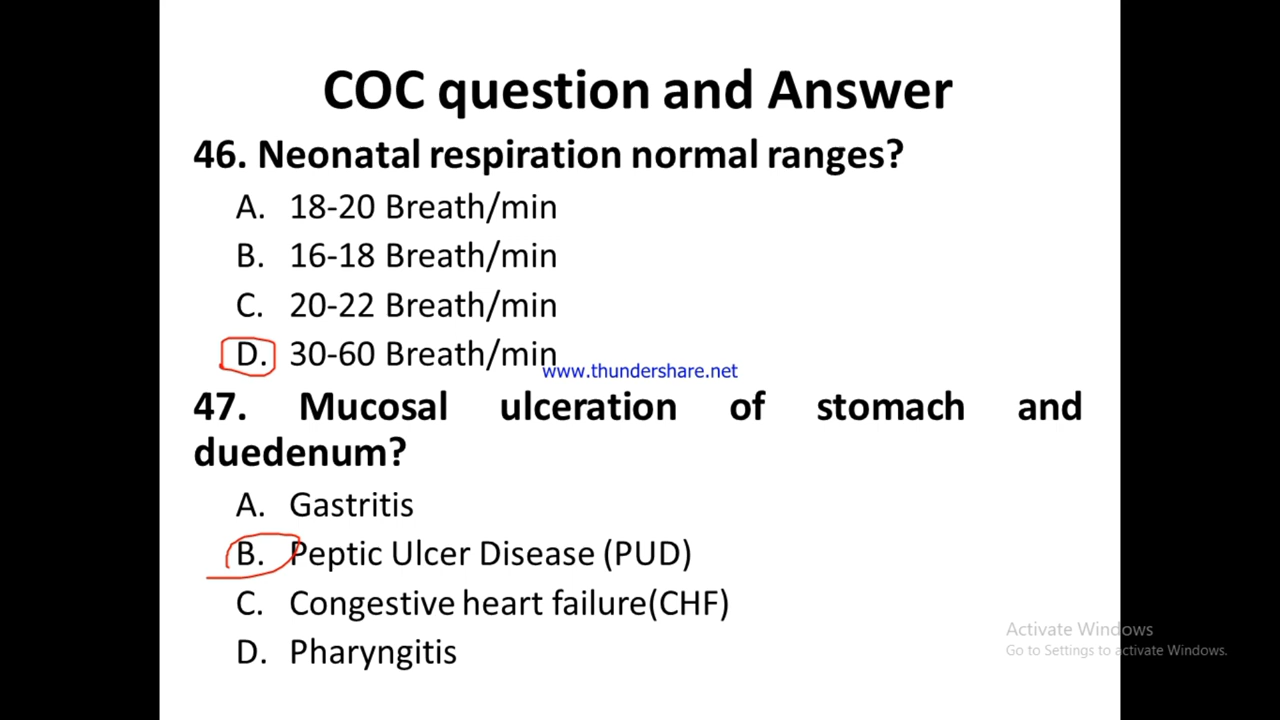 COC question and Answer
46. Neonatal respiration normal ranges?
A. 18-20 Breath/min
B. 16-18 Breath/min
C. 20-22 Breath/min
D. 30-60 Breath/min
www.thundershare.net
47. Mucosal ulceration of stomach and
duedenum?
A. Gastritis
B. Peptic Ulcer Disease (PUD)
C. Congestive heart failure(CHF)
D. Pharyngitis
Activate Windows
Go to Settings to activate Windows.